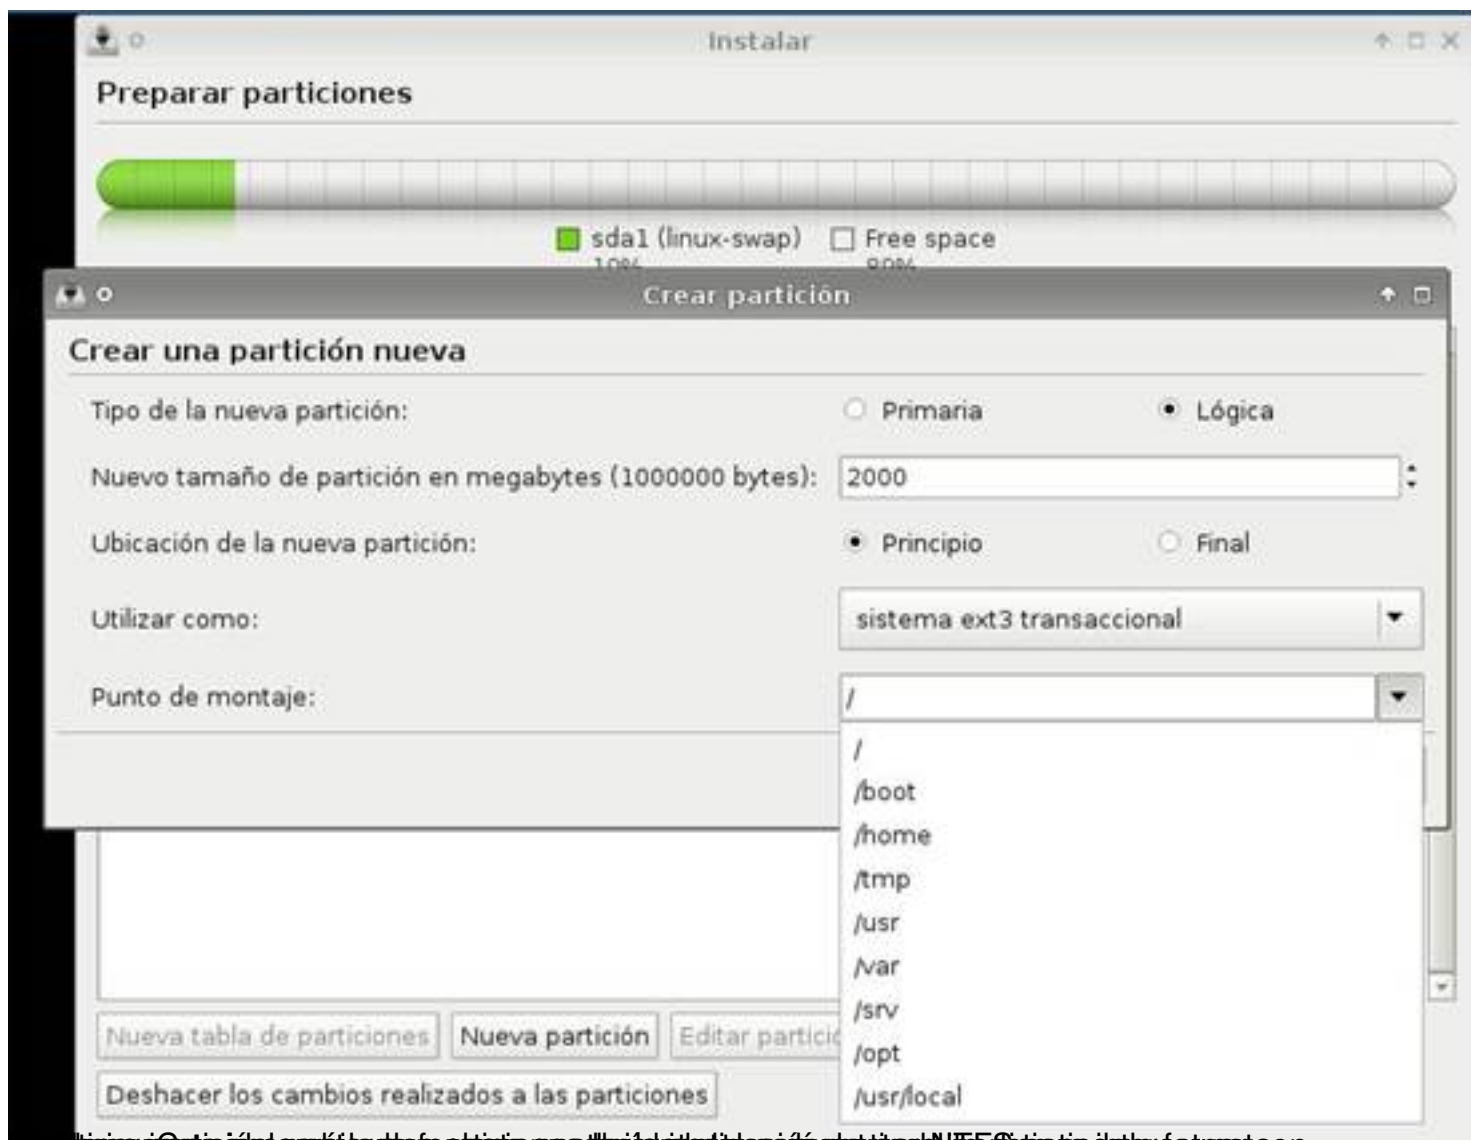 Instalar
Preparar particiones
sda1 (linux-swap) Free space
10%
Crear partición
Crear una partición nueva
Tipo de la nueva partición: Primaria Lógica
Nuevo tamaño de partición en megabytes (1000000 bytes): 2000
Ubicación de la nueva partición: Principio Final
Utilizar como: sistema ext3 transaccional
Punto de montaje: /
/
/boot
/home
/tmp
/usr
/var
/srv
/opt
/usr/local
Nueva tabla de particiones Nueva partición Editar
Deshacer los cambios realizados a las particiones